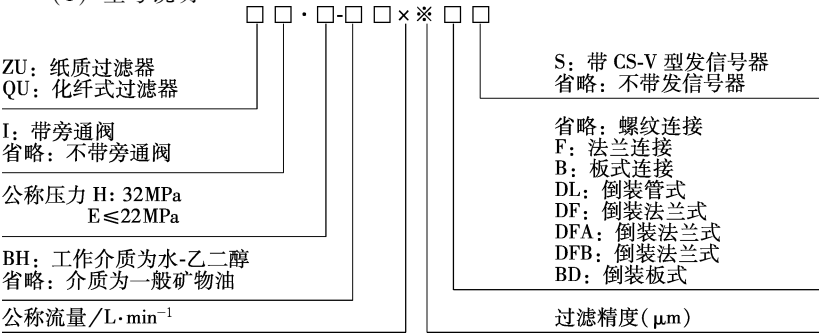 □□·□-□□×※□□
ZU：纸质过滤器
QU：化纤式过滤器
I：带旁通阀
省略：不带旁通阀
公称压力 H：32MPa
E≤22MPa
BH：工作介质为水-乙二醇
省略：介质为一般矿物油
公称流量/L·min⁻¹
S：带 CS-V 型发信号器
省略：不带发信号器
省略：螺纹连接
F：法兰连接
B：板式连接
DL：倒装管式
DF：倒装法兰式
DFA：倒装法兰式
DFB：倒装法兰式
BD：倒装板式
过滤精度(μm)